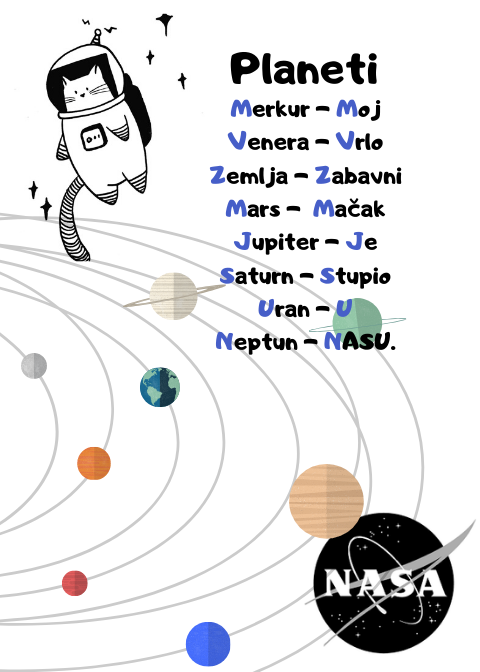 Planeti
Merkur - Moj
Venera - Vrlo
Zemlja - Zabavni
Mars - Mačak
Jupiter - Je
Saturn - Stupio
Uran - U
Neptun - NASU.
NASA